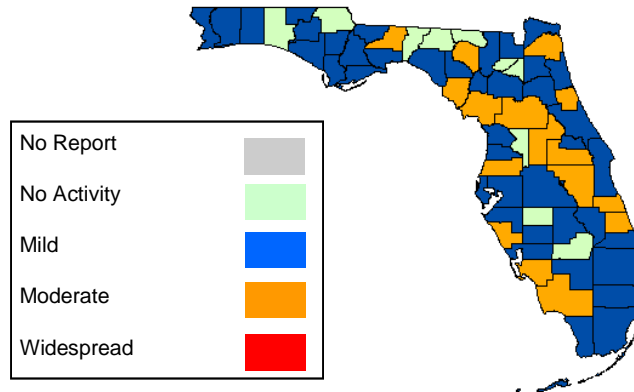 No Report
No Activity
Mild
Moderate
Widespread